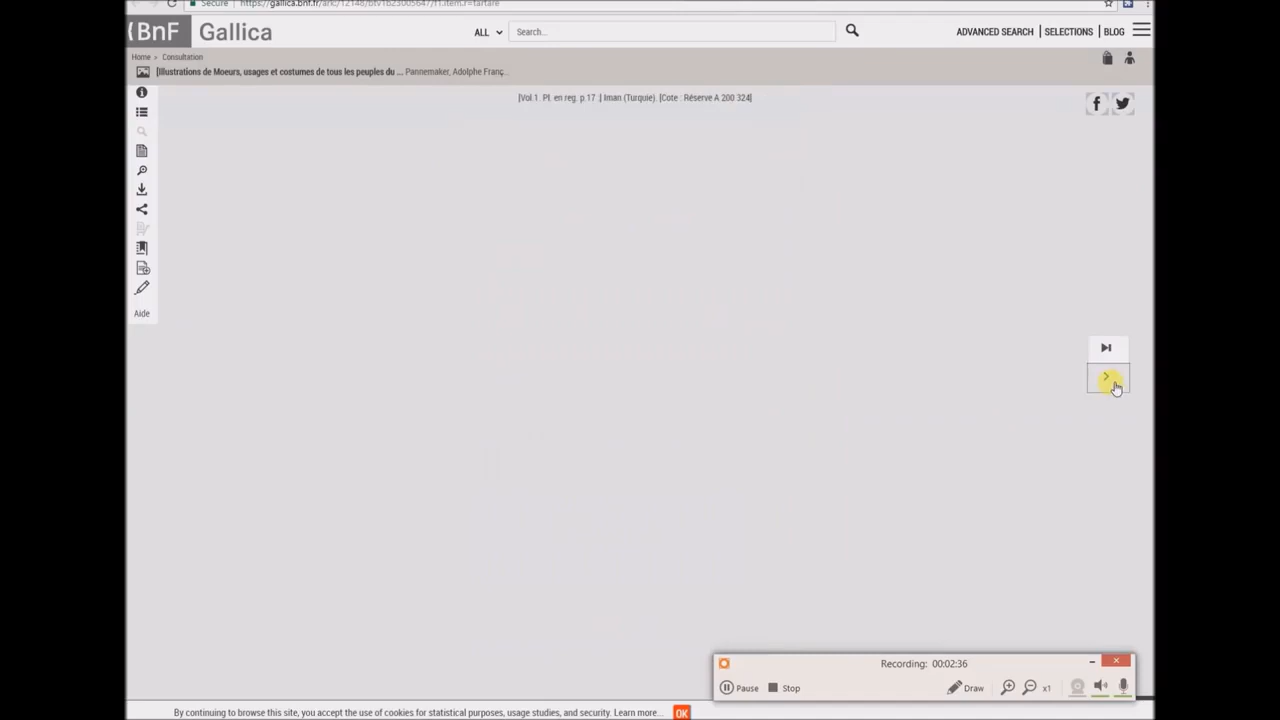 Secure https://gallica.bnf.fr/ark:/12148/btv1b23005647/f1.item.r=tartare
BnF Gallica ALL Search... ADVANCED SEARCH SELECTIONS BLOG
Home > Consultation
[Illustrations de Moeurs, usages et costumes de tous les peuples du ... Pannemaker, Adolphe Franç...
[Vol 1. Pl. en reg. p.17 :] Iman (Turquie). [Cote : Réserve A 200 324]
Aide
Recording: 00:02:36
Pause Stop Draw x1
By continuing to browse this site, you accept the use of cookies for statistical purposes, usage studies, and security. Learn more... OK